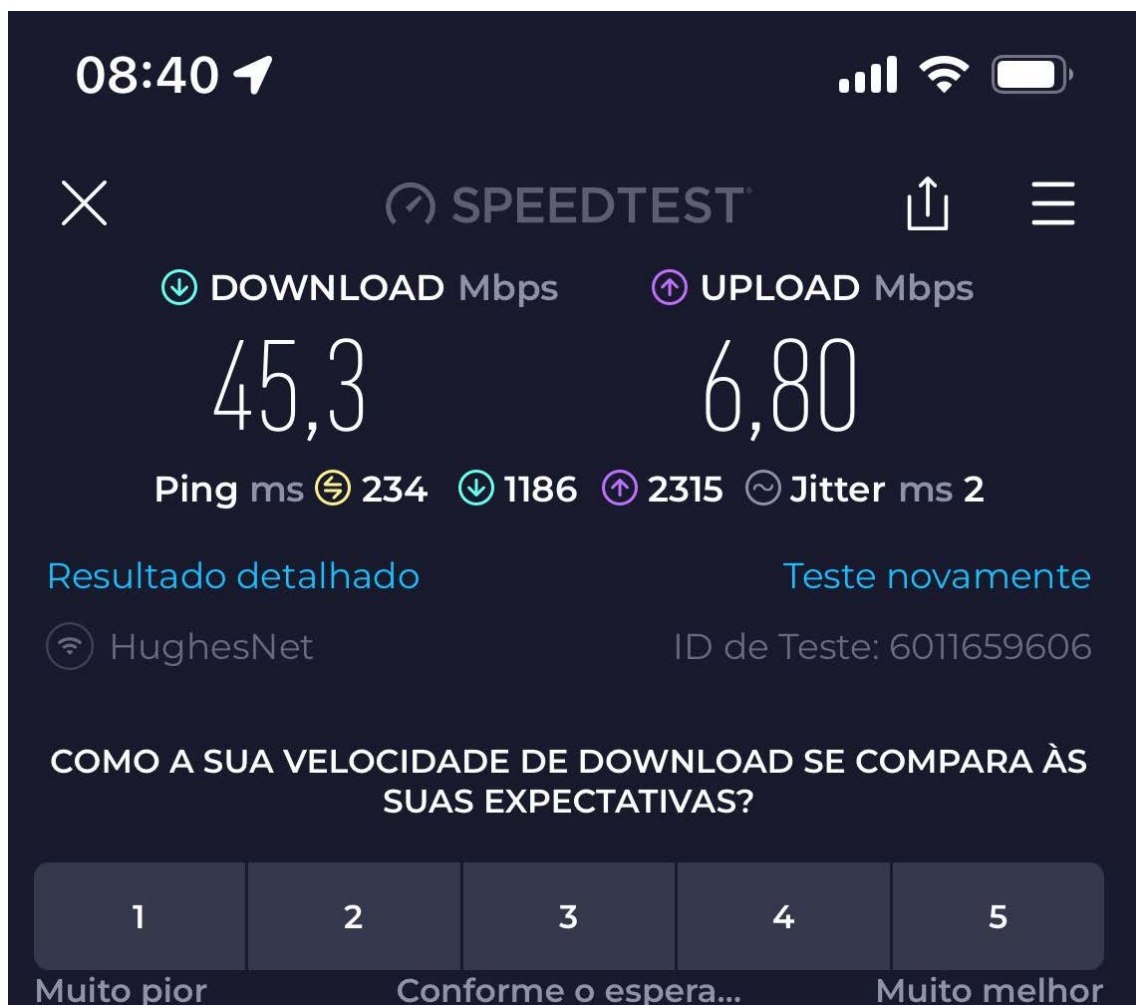 08:40
SPEEDTEST
DOWNLOAD Mbps UPLOAD Mbps
45,3 6,80
Ping ms 234 1186 2315 Jitter ms 2
Resultado detalhado Teste novamente
HughesNet ID de Teste: 6011659606
COMO A SUA VELOCIDADE DE DOWNLOAD SE COMPARA ÀS
SUAS EXPECTATIVAS?
1 2 3 4 5
Muito pior Conforme o espera... Muito melhor